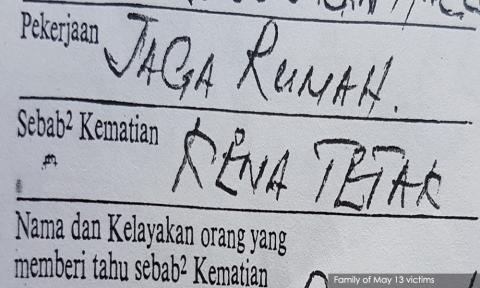 Pekerjaan JAGA RUMAH.
Sebab² Kematian KENA TETAK
Nama dan Kelayakan orang yang
memberi tahu sebab² Kematian
Family of May 13 victims